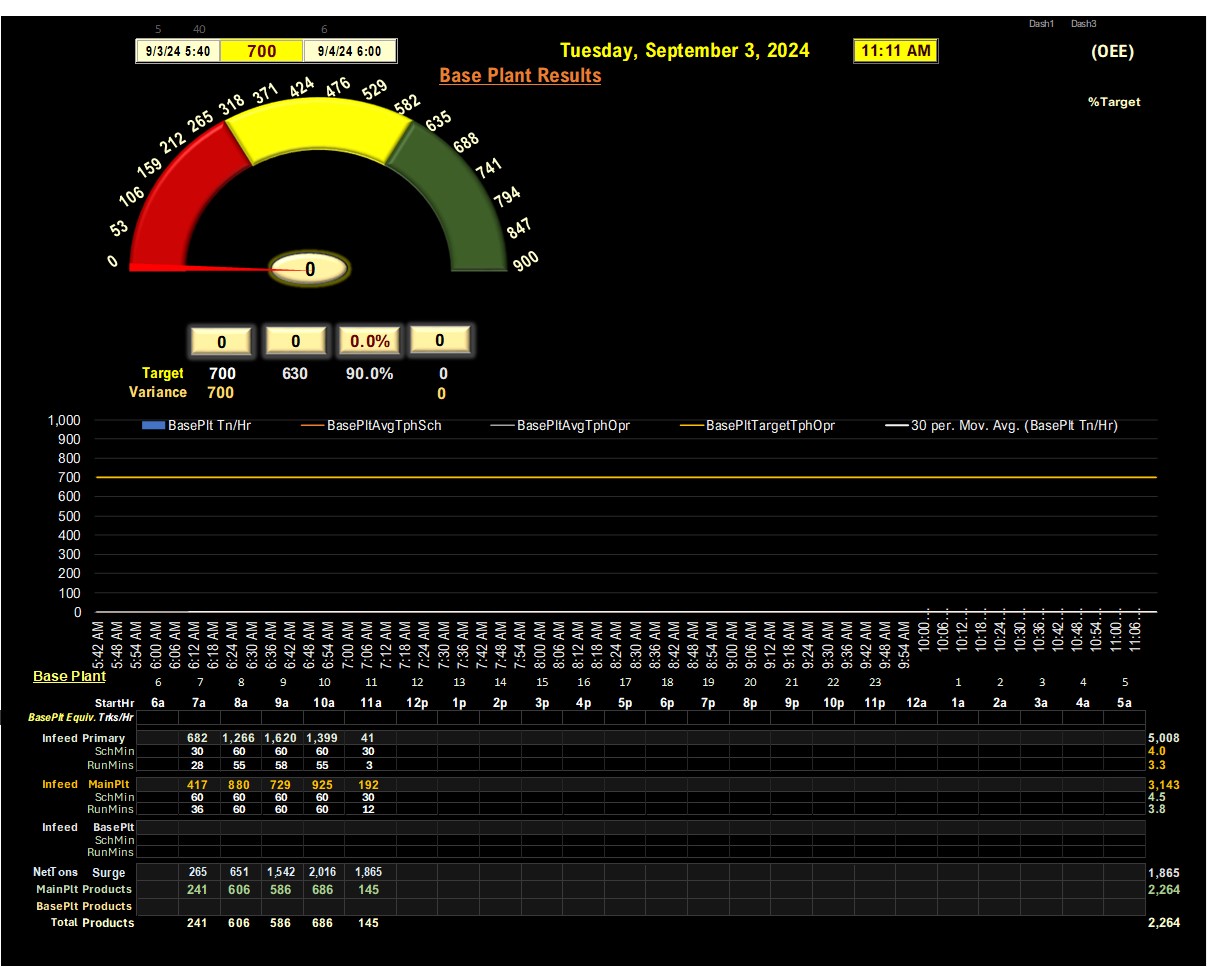 5 40 6 Dash1 Dash3
9/3/24 5:40 700 9/4/24 6:00 Tuesday, September 3, 2024 11:11 AM (OEE)
Base Plant Results
%Target
0 53 106 159 212 265 318 371 424 476 529 582 635 688 741 794 847 900
0
0 0 0.0% 0
Target 700 630 90.0% 0
Variance 700 0
BasePlt Tn/Hr BasePltAvgTphSch BasePltAvgTphOpr BasePltTargetTphOpr 30 per. Mov. Avg. (BasePlt Tn/Hr)
1,000
900
800
700
600
500
400
300
200
100
0
5:42 AM 5:48 AM 5:54 AM 6:00 AM 6:06 AM 6:12 AM 6:18 AM 6:24 AM 6:30 AM 6:36 AM 6:42 AM 6:48 AM 6:54 AM 7:00 AM 7:06 AM 7:12 AM 7:18 AM 7:24 AM 7:30 AM 7:36 AM 7:42 AM 7:48 AM 7:54 AM 8:00 AM 8:06 AM 8:12 AM 8:18 AM 8:24 AM 8:30 AM 8:36 AM 8:42 AM 8:48 AM 8:54 AM 9:00 AM 9:06 AM 9:12 AM 9:18 AM 9:24 AM 9:30 AM 9:36 AM 9:42 AM 9:48 AM 9:54 AM 10:00... 10:06... 10:12... 10:18... 10:24... 10:30... 10:36... 10:42... 10:48... 10:54... 11:00... 11:06...
Base Plant 6 7 8 9 10 11 12 13 14 15 16 17 18 19 20 21 22 23 1 2 3 4 5
StartHr 6a 7a 8a 9a 10a 11a 12p 1p 2p 3p 4p 5p 6p 7p 8p 9p 10p 11p 12a 1a 2a 3a 4a 5a
BasePlt Equiv. Trks/Hr
Infeed Primary 682 1,266 1,620 1,399 41 5,008
SchMin 30 60 60 60 30 4.0
RunMins 28 55 58 55 3 3.3
Infeed MainPlt 417 880 729 925 192 3,143
SchMin 60 60 60 60 30 4.5
RunMins 36 60 60 60 12 3.8
Infeed BasePlt
SchMin
RunMins
NetTons Surge 265 651 1,542 2,016 1,865 1,865
MainPlt Products 241 606 586 686 145 2,264
BasePlt Products
Total Products 241 606 586 686 145 2,264